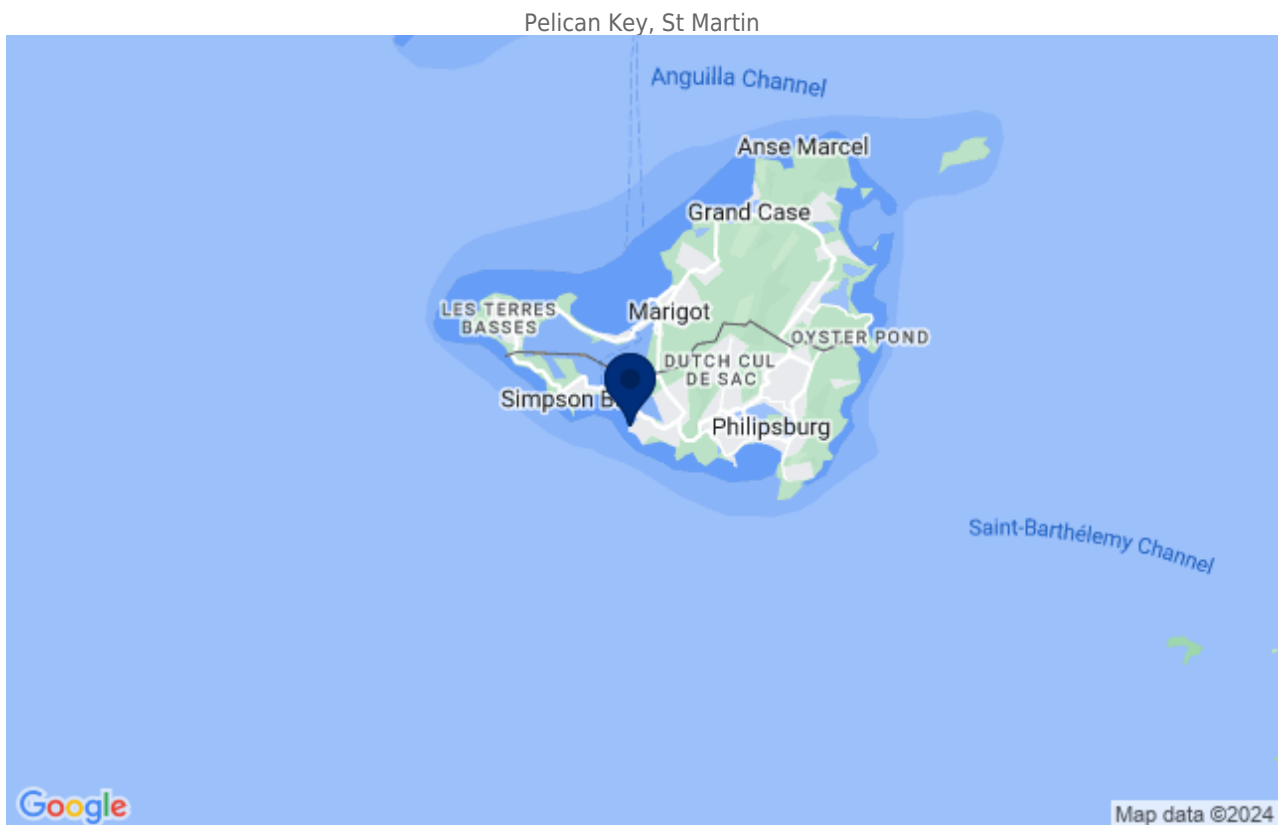 Pelican Key, St Martin
Anguilla Channel
Anse Marcel
Grand Case
LES TERRES
BASSES
Marigot
OYSTER POND
DUTCH CUL
DE SAC
Simpson B
Philipsburg
Saint-Barthélemy Channel
Google
Map data ©2024